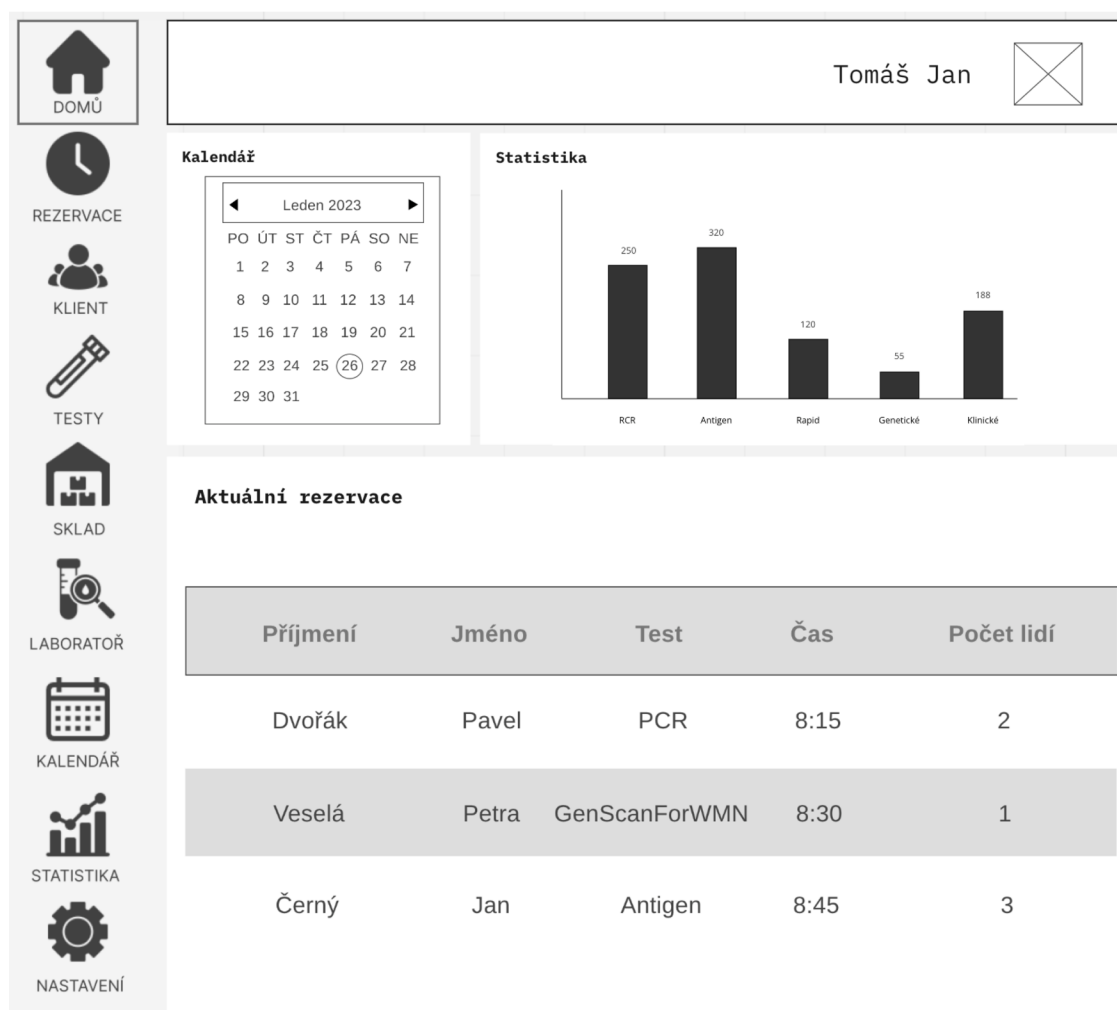 DOMŮ
REZERVACE
KLIENT
TESTY
SKLAD
LABORATOŘ
KALENDÁŘ
STATISTIKA
NASTAVENÍ
Tomáš Jan
Kalendář
Leden 2023
PO ÚT ST ČT PÁ SO NE
1 2 3 4 5 6 7
8 9 10 11 12 13 14
15 16 17 18 19 20 21
22 23 24 25 26 27 28
29 30 31
Statistika
250 320 120 55 188
RCR Antigen Rapid Genetické Klinické
Aktuální rezervace
Příjmení Jméno Test Čas Počet lidí
Dvořák Pavel PCR 8:15 2
Veselá Petra GenScanForWMN 8:30 1
Černý Jan Antigen 8:45 3